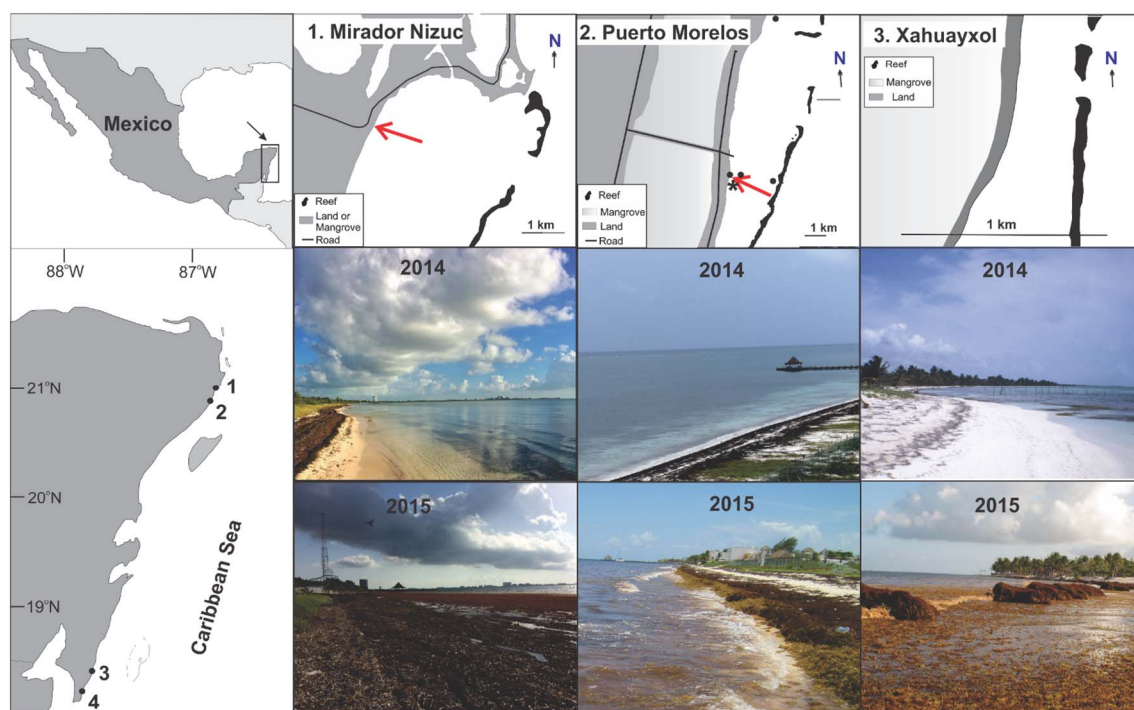 Mexico
1. Mirador Nizuc
N
Reef
Land or
Mangrove
Road
1 km
2. Puerto Morelos
N
Reef
Mangrove
Land
Road
1 km
3. Xahuayxol
Reef
Mangrove
Land
N
1 km
88°W
87°W
21°N
20°N
19°N
1
2
3
4
Caribbean Sea
2014
2014
2014
2015
2015
2015